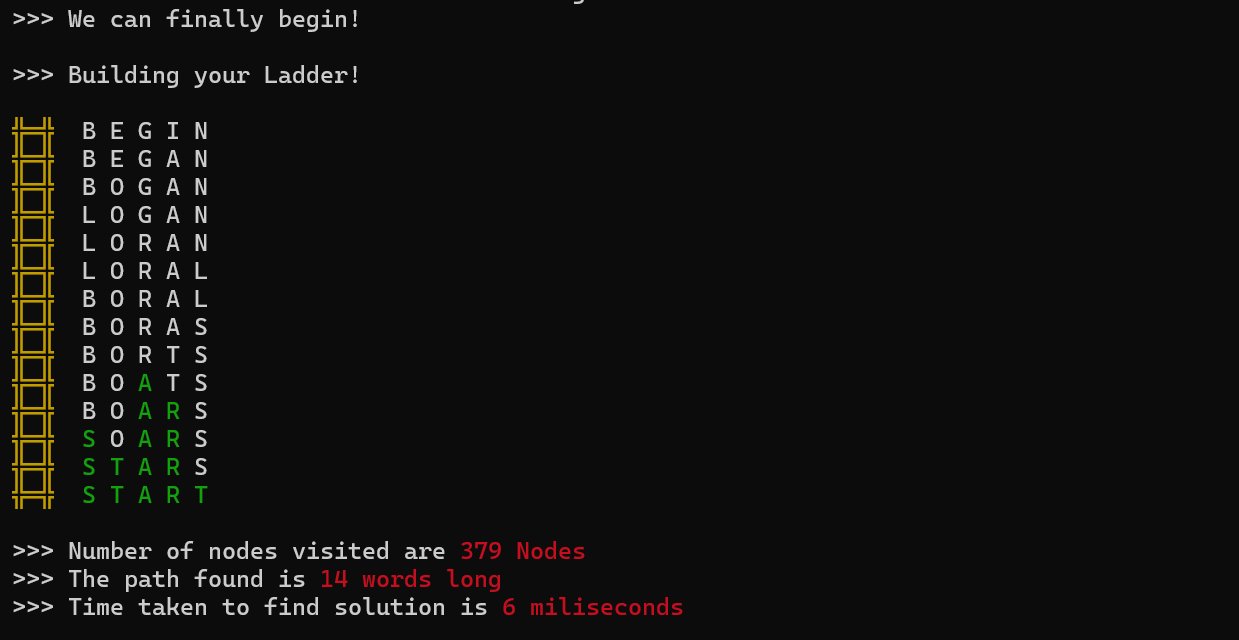 >>> We can finally begin!
>>> Building your Ladder!
B E G I N
B E G A N
B O G A N
L O G A N
L O R A N
L O R A L
B O R A L
B O R A S
B O R T S
B O A T S
B O A R S
S O A R S
S T A R S
S T A R T
>>> Number of nodes visited are 379 Nodes
>>> The path found is 14 words long
>>> Time taken to find solution is 6 miliseconds